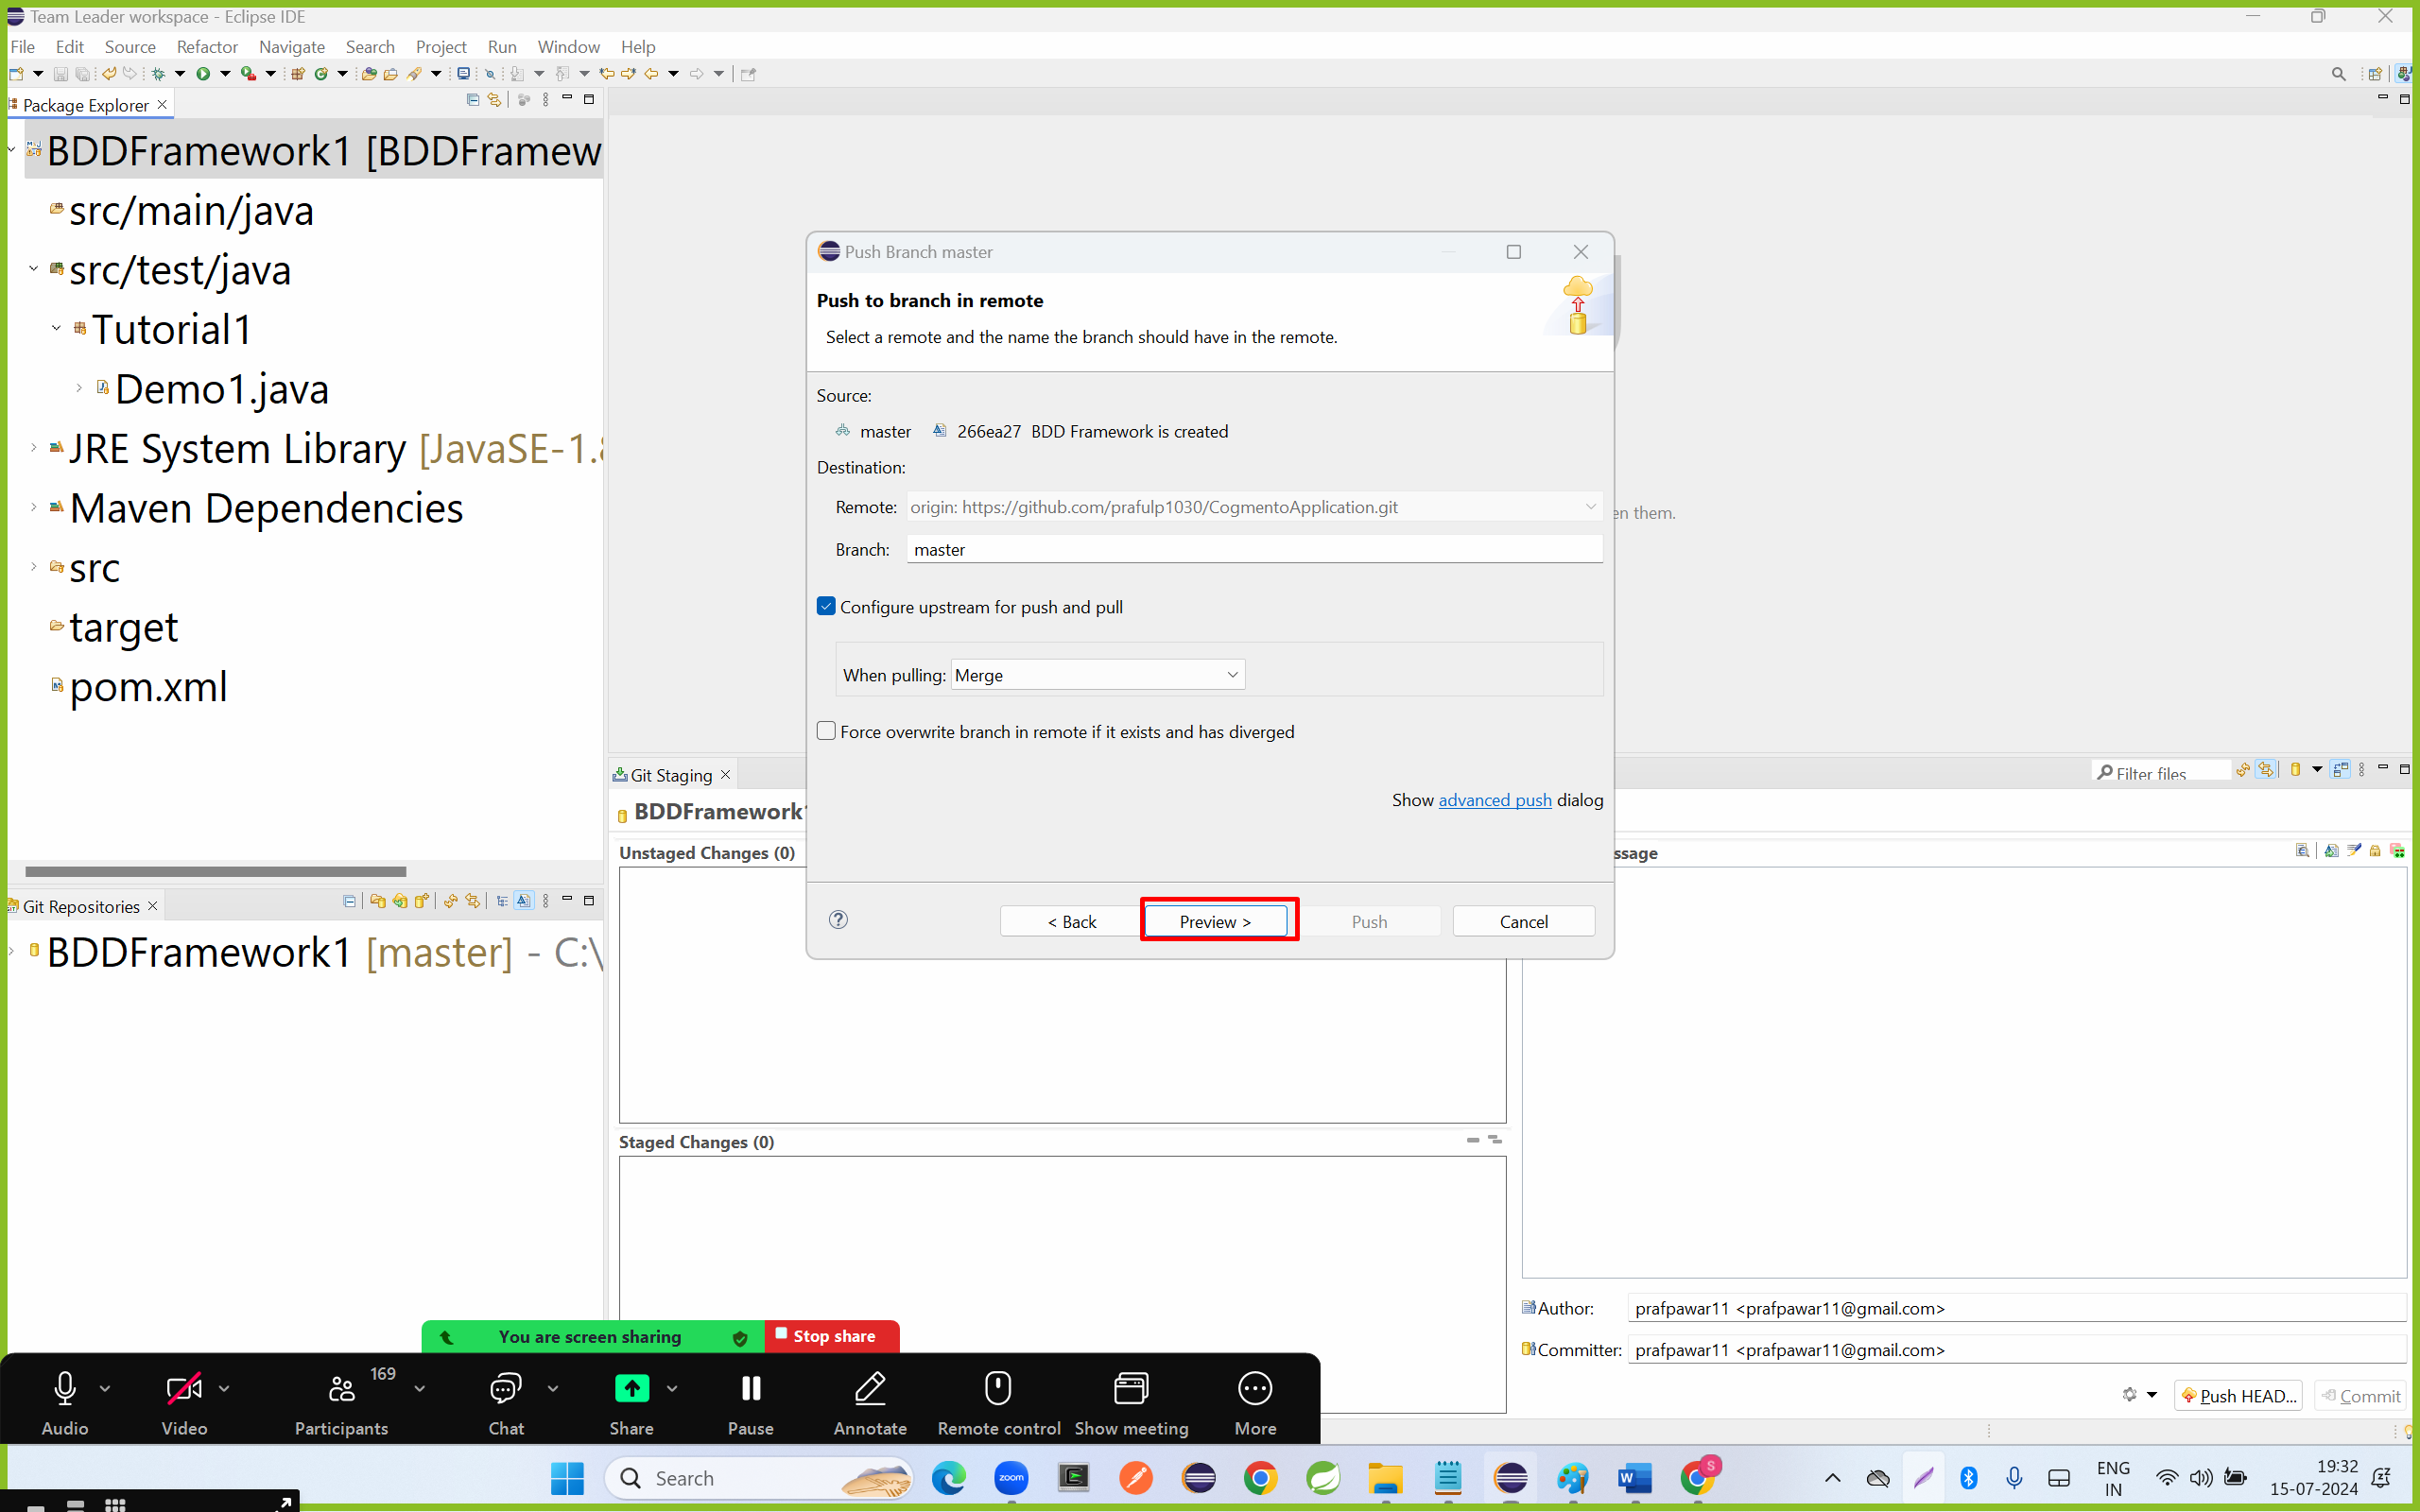 Team Leader workspace - Eclipse IDE
File Edit Source Refactor Navigate Search Project Run Window Help
Package Explorer
BDDFramework1 [BDDFramew
src/main/java
src/test/java
Tutorial1
Demo1.java
JRE System Library [JavaSE-1.8
Maven Dependencies
src
target
pom.xml
Push Branch master
Push to branch in remote
Select a remote and the name the branch should have in the remote.
Source:
master 266ea27 BDD Framework is created
Destination:
Remote: origin: https://github.com/prafulp1030/CogmentoApplication.git
en them.
Branch: master
Configure upstream for push and pull
When pulling: Merge
Force overwrite branch in remote if it exists and has diverged
Show advanced push dialog
< Back Preview > Push Cancel
Git Staging
Filter files
BDDFramework1
Unstaged Changes (0)
ssage
Staged Changes (0)
Git Repositories
BDDFramework1 [master] - C:\
Author: prafpawar11 <prafpawar11@gmail.com>
Committer: prafpawar11 <prafpawar11@gmail.com>
Push HEAD... Commit
You are screen sharing Stop share
169
Audio Video Participants Chat Share Pause Annotate Remote control Show meeting More
Search
zoom
W
S
ENG
IN
19:32
15-07-2024